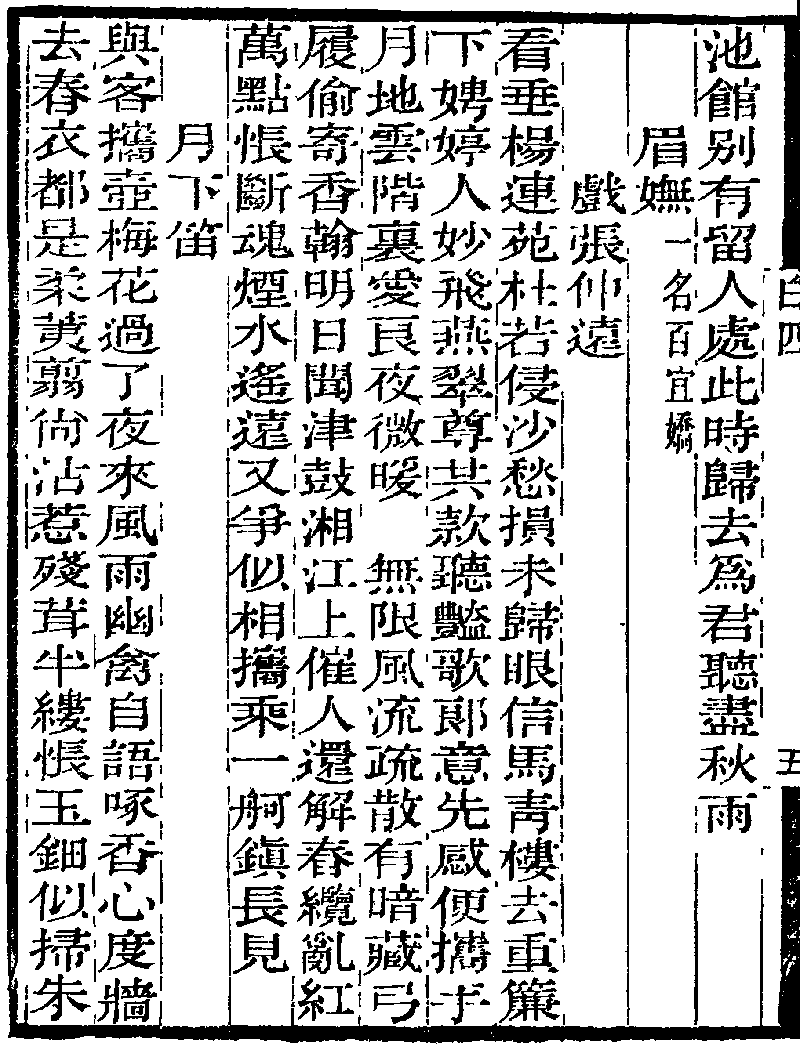 池館别有留人處此時歸去爲君聽盡秋雨
眉嫵 一名百宜嬌
戲張仲遠
看垂楊連苑杜若侵沙愁損未歸眼信馬青樓去重簾
下娉婷人妙飛燕翠尊共款聽豔歌郎意先感便攜手
月地雲階裏愛良夜微暖　無限風流疏散有暗藏弓
履偷寄香翰明日聞津鼓湘江上催人還解春纜亂紅
萬點悵斷魂煙水遙遠又爭似相攜乘一舸鎭長見
月下笛
與客攜壺梅花過了夜來風雨幽禽自語啄香心度牆
去春衣都是柔荑翦尚沾惹殘茸半縷悵玉鈿似掃朱